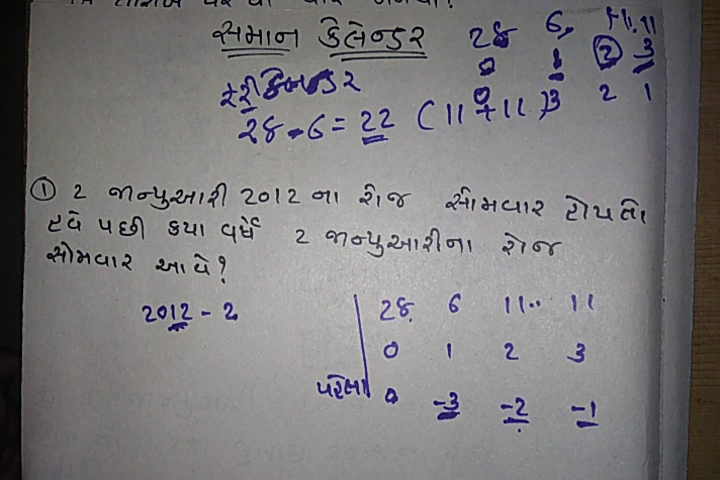 સમાન કેલેન્ડર 28 6, 11, 11
0 1 2 3
28 - 6 = 22 (11+11) 0 3 2 1
① 2 જાન્યુઆરી 2012 ના રોજ સોમવાર હોય તો
હવે પછી કયા વર્ષે 2 જાન્યુઆરીના રોજ
સોમવાર આવે?
2012 - 2 28. 6 11.. 11
0 1 2 3
પહેલા 0 -3 -2 -1